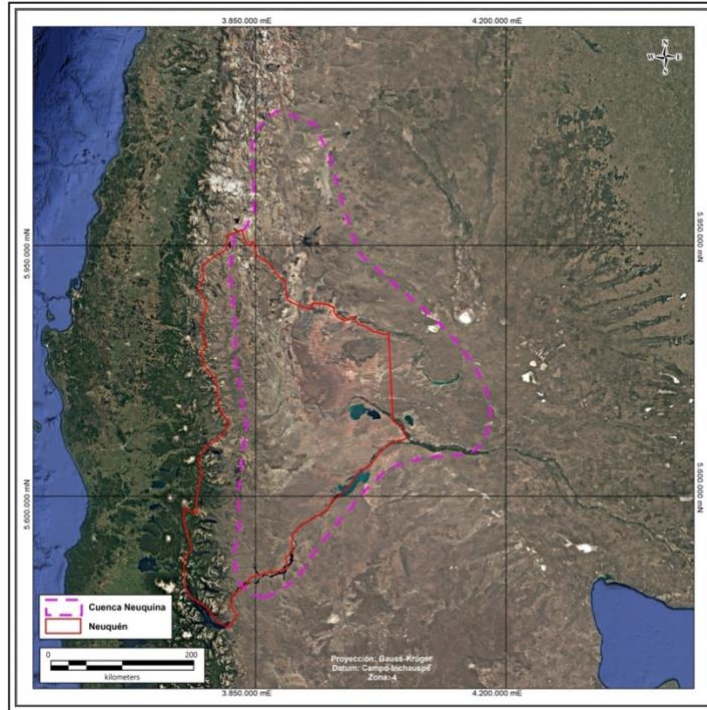 3.850.000 mE
4.200.000 mE
N
W E
S
5.950.000 mN
5.950.000 mN
5.600.000 mN
5.600.000 mN
Cuenca Neuquina
Neuquén
0
200
kilometers
Proyección: Gauss-Krüger
Datum: Campo Inchauspe
Zona: 4
3.850.000 mE
4.200.000 mE